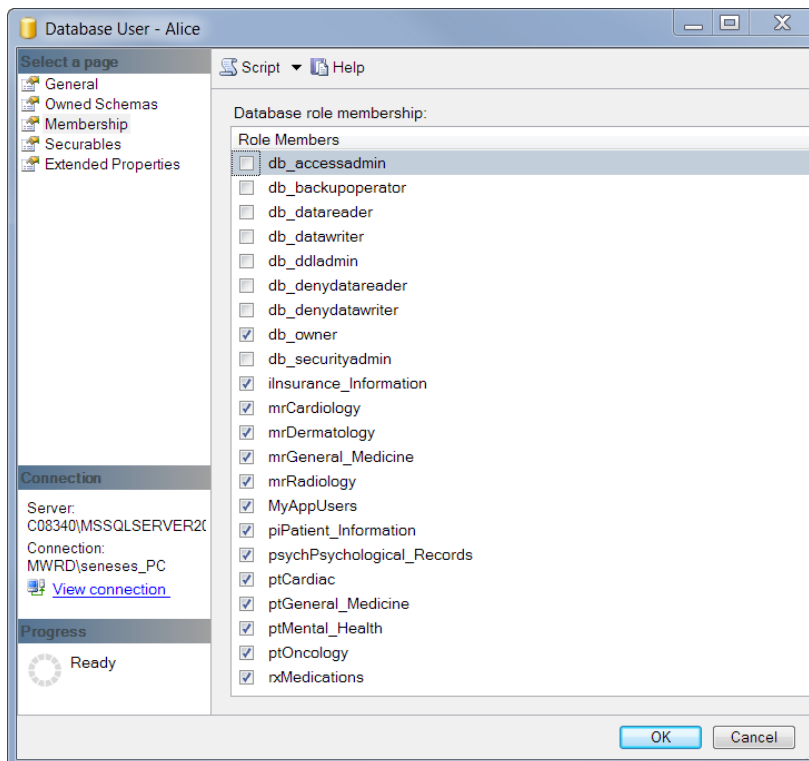 Database User - Alice
Select a page
General
Owned Schemas
Membership
Securables
Extended Properties
Script
Help
Database role membership:
Role Members
db_accessadmin
db_backupoperator
db_datareader
db_datawriter
db_ddladmin
db_denydatareader
db_denydatawriter
db_owner
db_securityadmin
iInsurance_Information
mrCardiology
mrDermatology
mrGeneral_Medicine
mrRadiology
MyAppUsers
piPatient_Information
psychPsychological_Records
ptCardiac
ptGeneral_Medicine
ptMental_Health
ptOncology
rxMedications
Connection
Server:
C08340\MSSQLSERVER20
Connection:
MWRD\seneses_PC
View connection
Progress
Ready
OK
Cancel